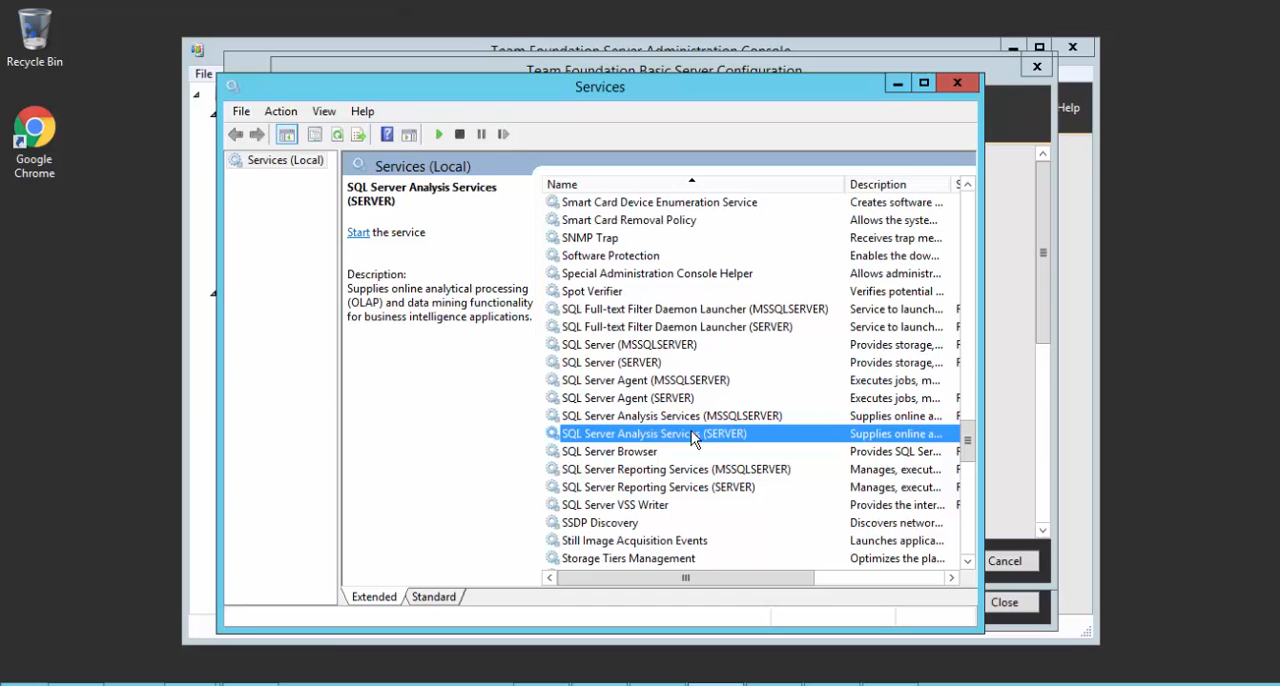 Recycle Bin
Google
Chrome
Team Foundation Server Administration Console
File
Team Foundation Basic Server Configuration
Help
Services
File Action View Help
Services (Local)
Services (Local)
SQL Server Analysis Services
(SERVER)
Start the service
Description:
Supplies online analytical processing
(OLAP) and data mining functionality
for business intelligence applications.
Name Description S
Smart Card Device Enumeration Service Creates software ...
Smart Card Removal Policy Allows the syste...
SNMP Trap Receives trap me...
Software Protection Enables the dow...
Special Administration Console Helper Allows administr...
Spot Verifier Verifies potential ...
SQL Full-text Filter Daemon Launcher (MSSQLSERVER) Service to launch...
SQL Full-text Filter Daemon Launcher (SERVER) Service to launch...
SQL Server (MSSQLSERVER) Provides storage,...
SQL Server (SERVER) Provides storage,...
SQL Server Agent (MSSQLSERVER) Executes jobs, m...
SQL Server Agent (SERVER) Executes jobs, m...
SQL Server Analysis Services (MSSQLSERVER) Supplies online a...
SQL Server Analysis Services (SERVER) Supplies online a...
SQL Server Browser Provides SQL Ser...
SQL Server Reporting Services (MSSQLSERVER) Manages, execut...
SQL Server Reporting Services (SERVER) Manages, execut...
SQL Server VSS Writer Provides the inter...
SSDP Discovery Discovers networ...
Still Image Acquisition Events Launches applica...
Storage Tiers Management Optimizes the pla...
Extended Standard
Cancel
Close